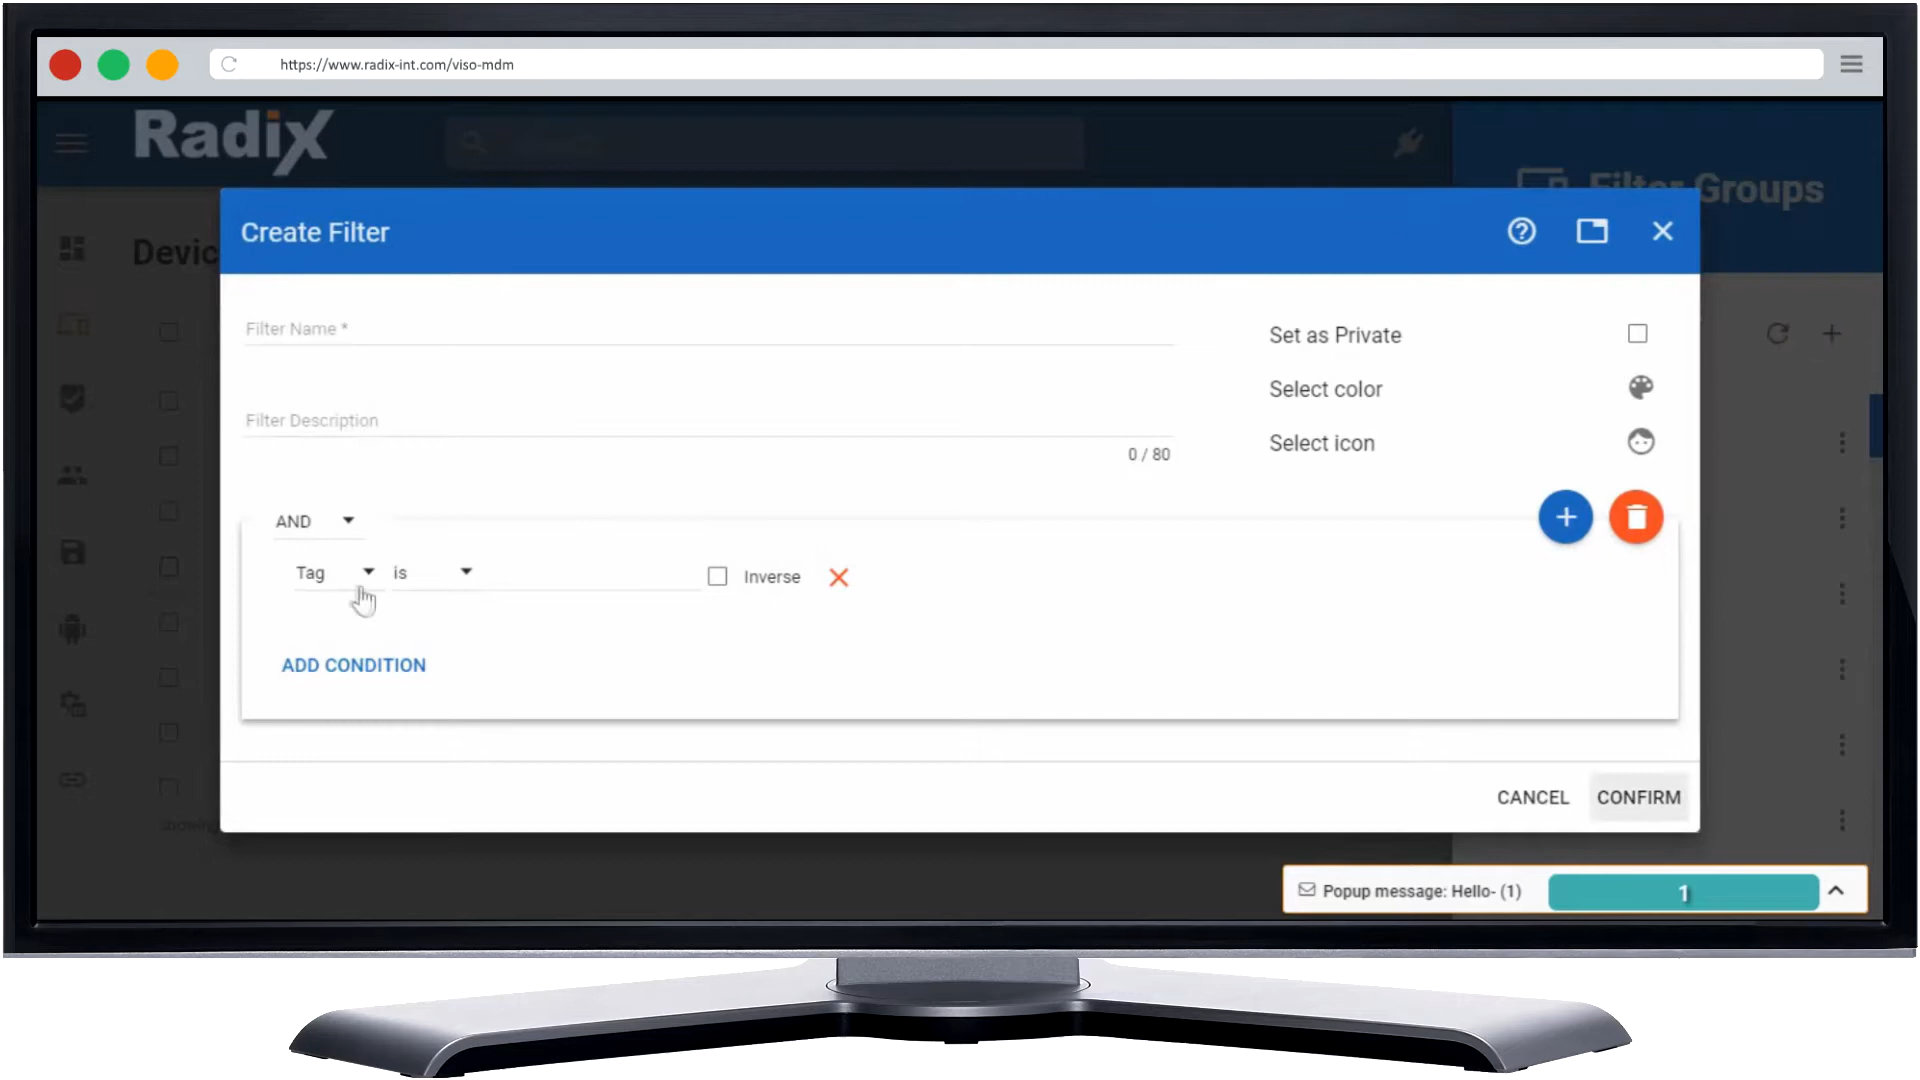 https://www.radix-int.com/viso-mdm
Radix
Filter Groups
Devic
Create Filter
Filter Name *
Set as Private
Select color
Filter Description
Select icon
0 / 80
AND
Tag is Inverse
ADD CONDITION
CANCEL CONFIRM
showing
Popup message: Hello- (1) 1